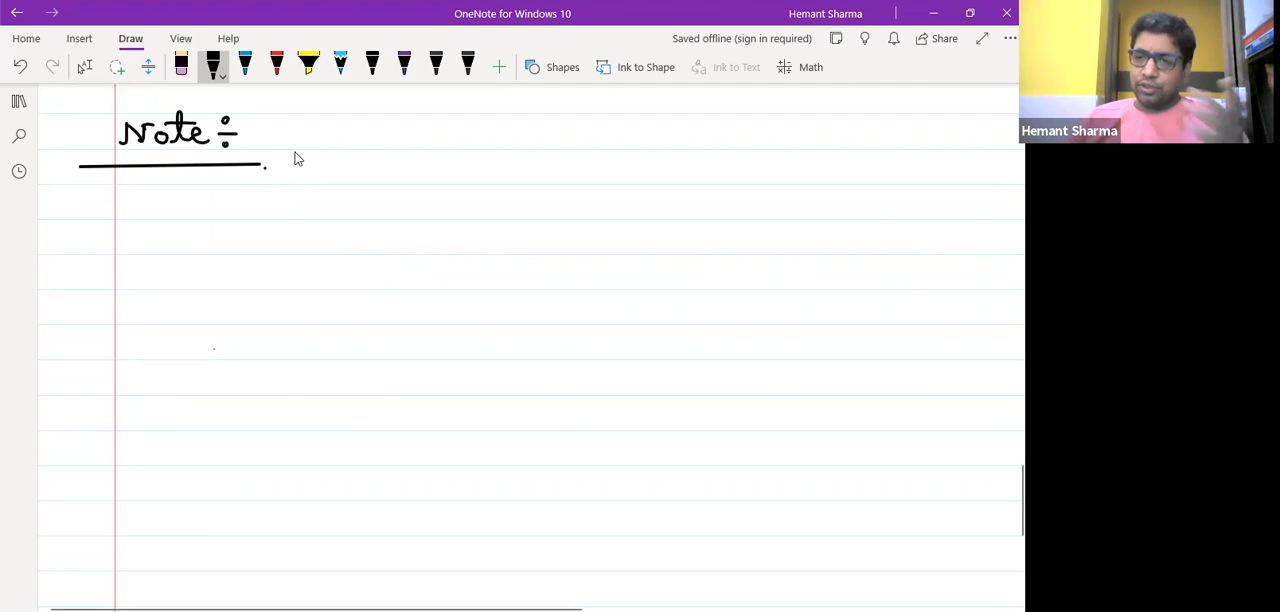 OneNote for Windows 10
Hemant Sharma
Home Insert Draw View Help
Saved offline (sign in required)
Share
Shapes
Ink to Shape
Ink to Text
Math
Hemant Sharma
Note ÷